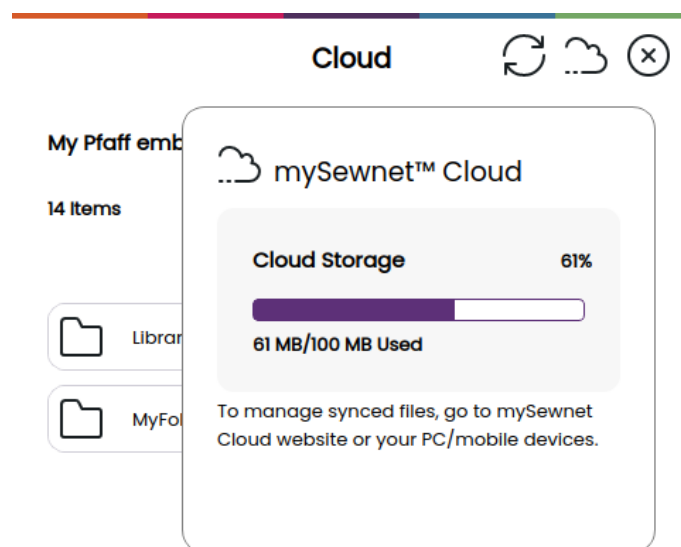 Cloud
My Pfaff emb
mySewnet™ Cloud
14 Items
Cloud Storage 61%
61 MB/100 MB Used
Librar
MyFol
To manage synced files, go to mySewnet
Cloud website or your PC/mobile devices.